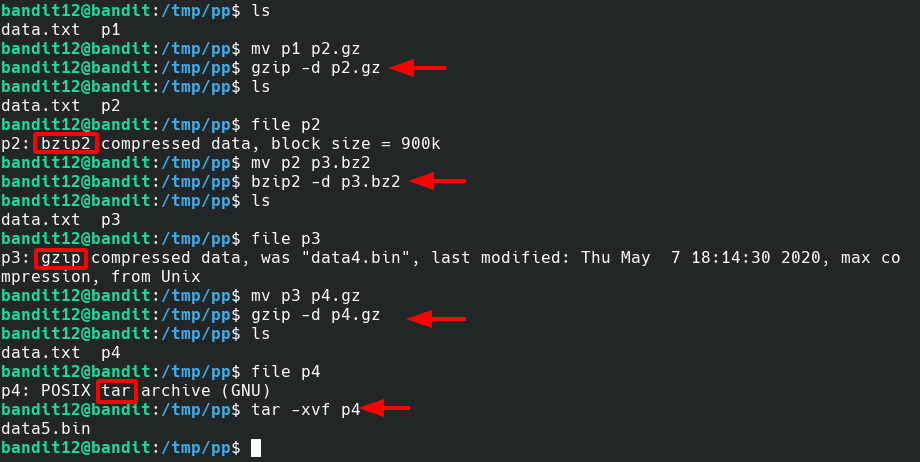 bandit12@bandit:/tmp/pp$ ls
data.txt  p1
bandit12@bandit:/tmp/pp$ mv p1 p2.gz
bandit12@bandit:/tmp/pp$ gzip -d p2.gz
bandit12@bandit:/tmp/pp$ ls
data.txt  p2
bandit12@bandit:/tmp/pp$ file p2
p2: bzip2 compressed data, block size = 900k
bandit12@bandit:/tmp/pp$ mv p2 p3.bz2
bandit12@bandit:/tmp/pp$ bzip2 -d p3.bz2
bandit12@bandit:/tmp/pp$ ls
data.txt  p3
bandit12@bandit:/tmp/pp$ file p3
p3: gzip compressed data, was "data4.bin", last modified: Thu May  7 18:14:30 2020, max co
mpression, from Unix
bandit12@bandit:/tmp/pp$ mv p3 p4.gz
bandit12@bandit:/tmp/pp$ gzip -d p4.gz
bandit12@bandit:/tmp/pp$ ls
data.txt  p4
bandit12@bandit:/tmp/pp$ file p4
p4: POSIX tar archive (GNU)
bandit12@bandit:/tmp/pp$ tar -xvf p4
data5.bin
bandit12@bandit:/tmp/pp$